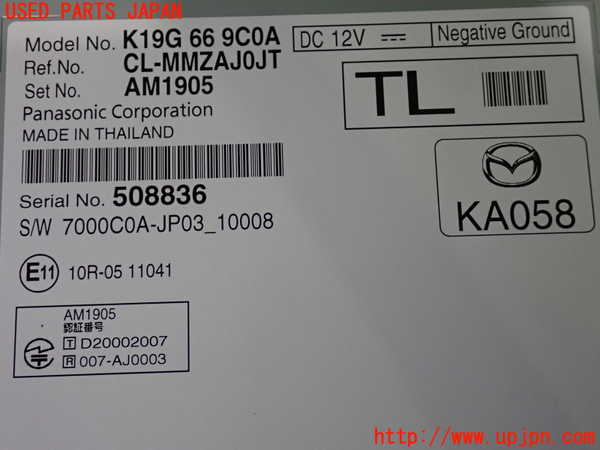 USED PARTS JAPAN
Model No. K19G 66 9C0A
DC 12V Negative Ground
Ref.No. CL-MMZAJ0JT
Set No. AM1905
Panasonic Corporation
MADE IN THAILAND
TL
Serial No. 508836
KA058
S/W 7000C0A-JP03_10008
E11 10R-05 11041
AM1905
認証番号
T D20002007
R 007-AJ0003
http://www.upjpn.com/